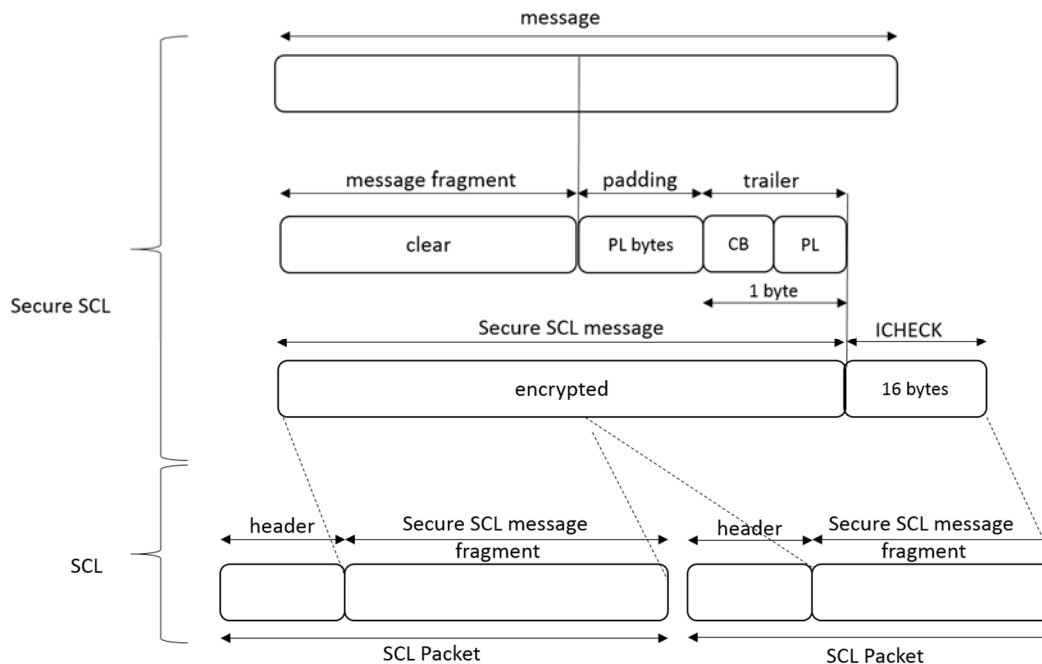 message
message fragment
padding
trailer
clear
PL bytes
CB
PL
1 byte
Secure SCL
Secure SCL message
ICHECK
encrypted
16 bytes
header
Secure SCL message
fragment
header
Secure SCL message
fragment
SCL
SCL Packet
SCL Packet